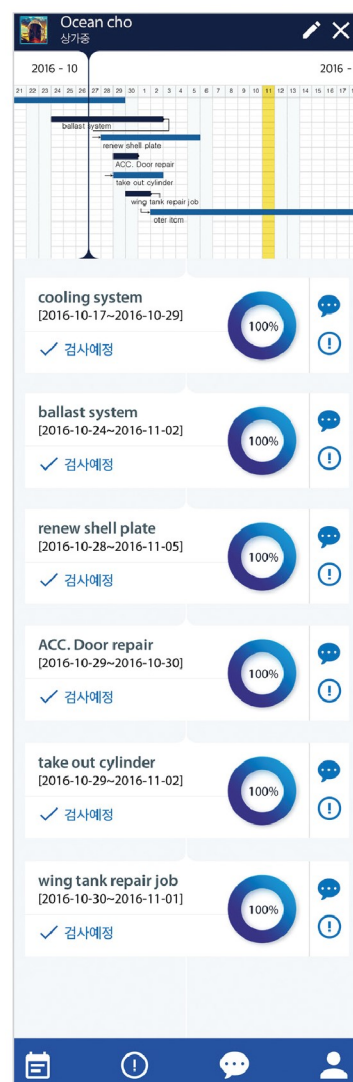 Ocean cho
상가중
2016 - 10
2016 -
21 22 23 24 25 26 27 28 29 30 1 2 3 4 5 6 7 8 9 10 11 12 13 14 15 16 17
ballast system
renew shell plate
ACC. Door repair
take out cylinder
wing tank repair job
oter itcm
cooling system
[2016-10-17~2016-10-29]
100%
검사예정
ballast system
[2016-10-24~2016-11-02]
100%
검사예정
renew shell plate
[2016-10-28~2016-11-05]
100%
검사예정
ACC. Door repair
[2016-10-29~2016-10-30]
100%
검사예정
take out cylinder
[2016-10-29~2016-11-02]
100%
검사예정
wing tank repair job
[2016-10-30~2016-11-01]
100%
검사예정